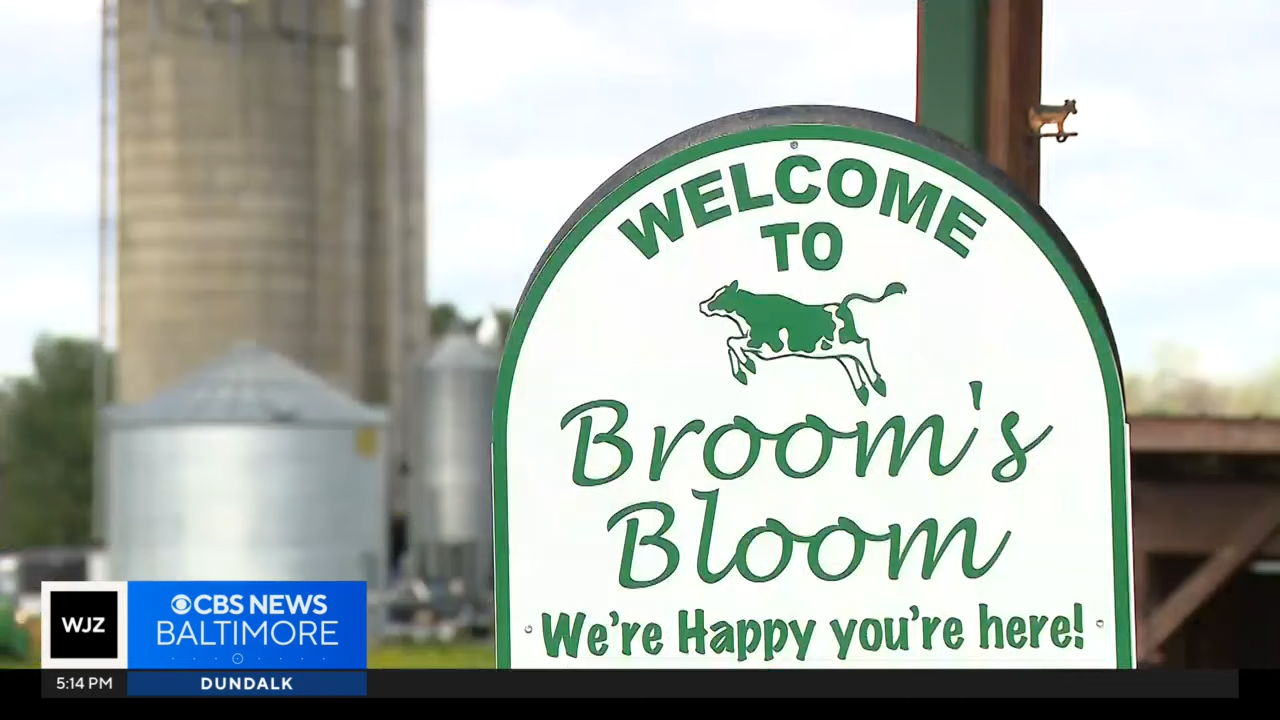 WELCOME
TO
Broom's
Bloom
We're Happy you're here!
WJZ
CBS NEWS
BALTIMORE
5:14 PM
DUNDALK